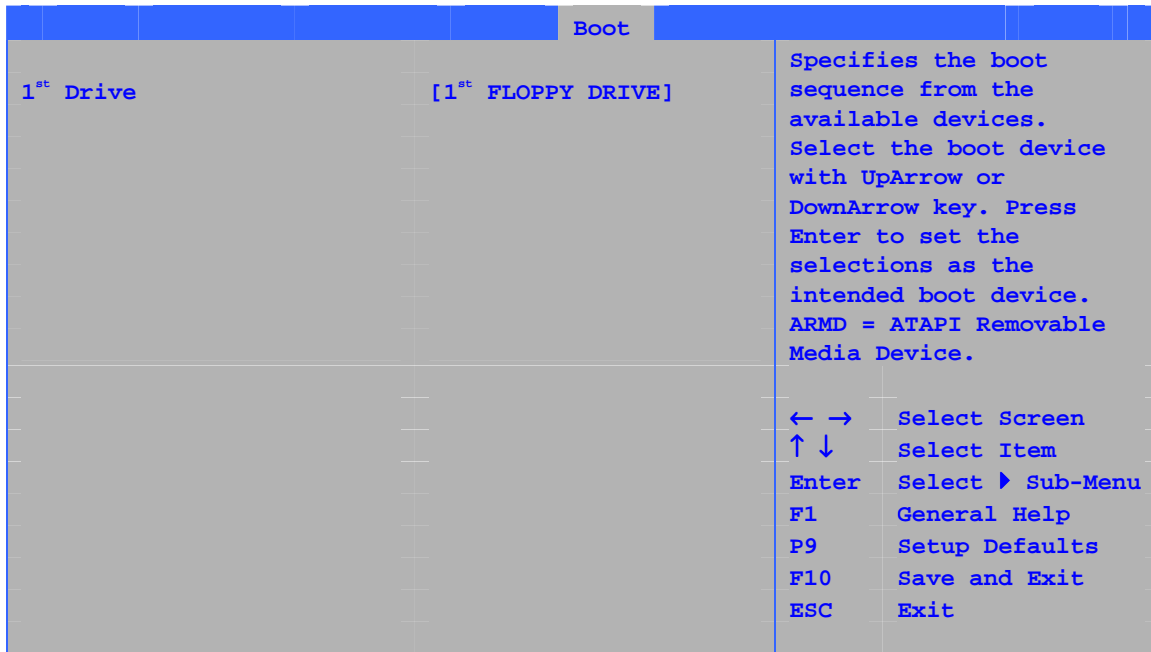 Boot
1st Drive [1st FLOPPY DRIVE]
Specifies the boot
sequence from the
available devices.
Select the boot device
with UpArrow or
DownArrow key. Press
Enter to set the
selections as the
intended boot device.
ARMD = ATAPI Removable
Media Device.
← → Select Screen
↑ ↓ Select Item
Enter Select ▶ Sub-Menu
F1 General Help
P9 Setup Defaults
F10 Save and Exit
ESC Exit